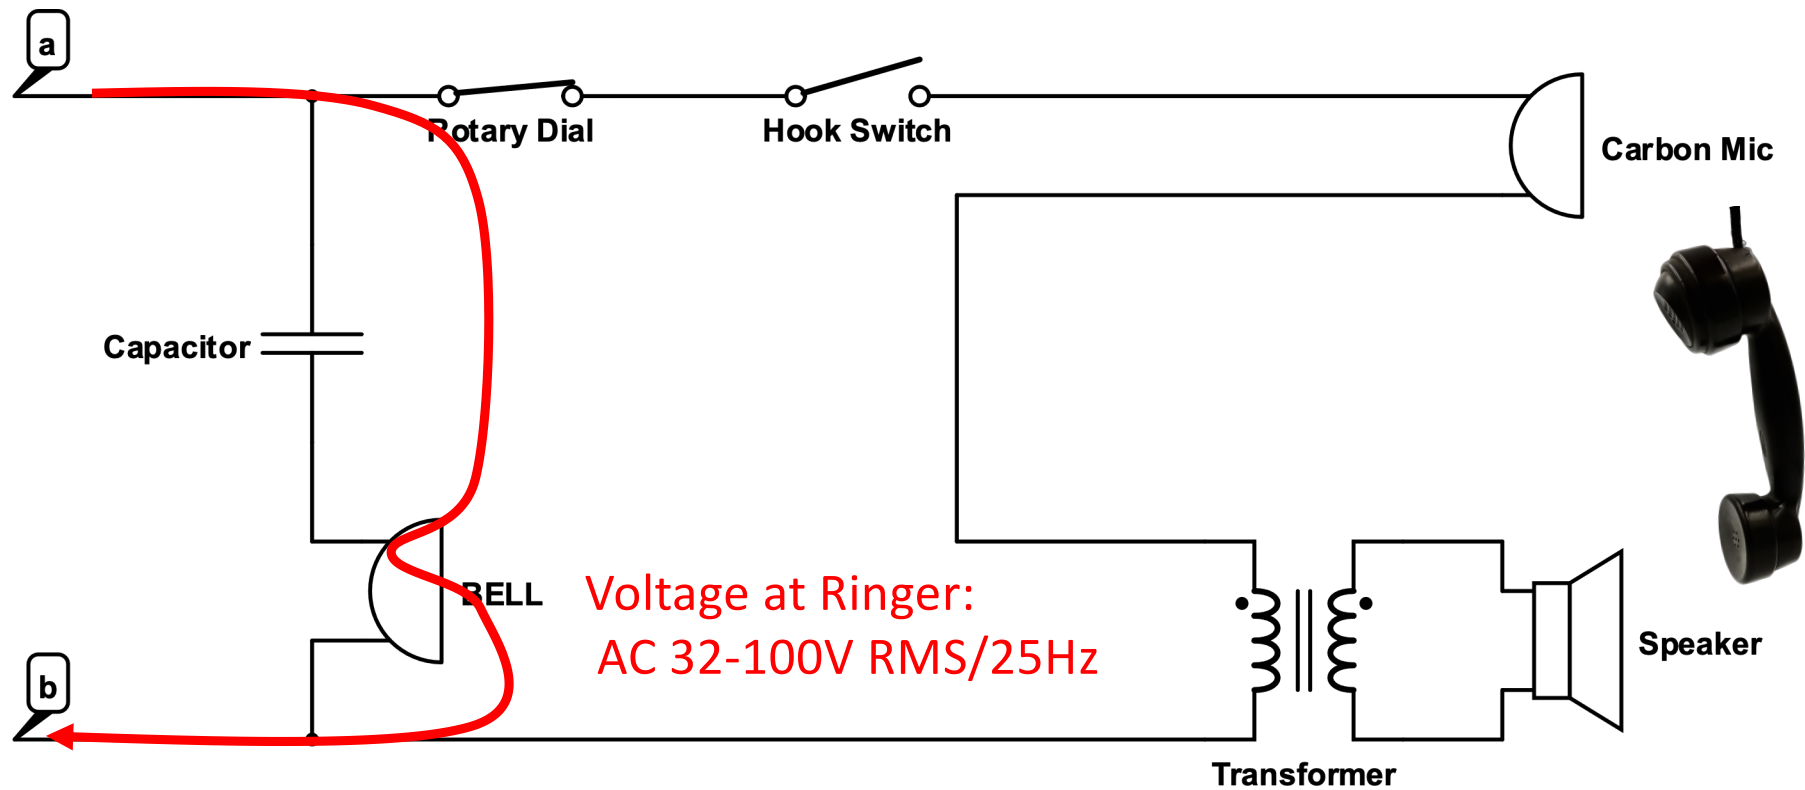 a
Rotary Dial
Hook Switch
Carbon Mic
Capacitor
BELL
Voltage at Ringer:
AC 32-100V RMS/25Hz
Speaker
b
Transformer